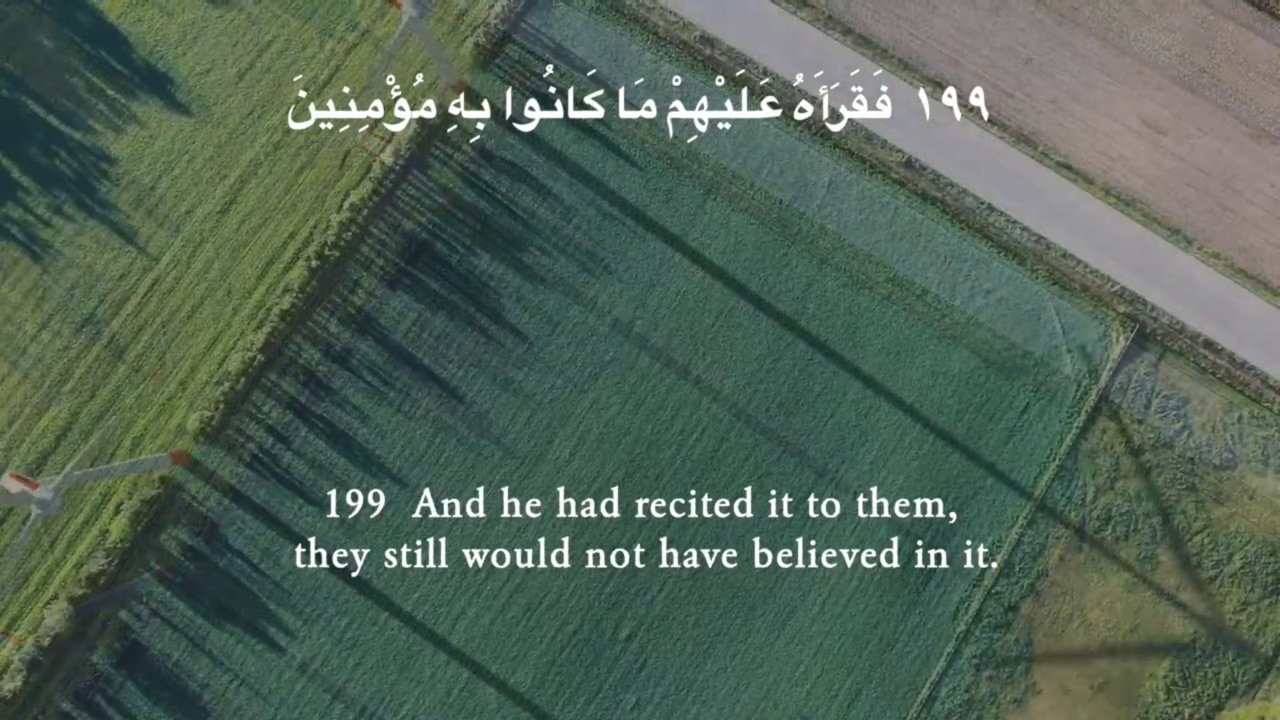 ١٩٩ فَقَرَأَهُ عَلَيْهِمْ مَا كَانُوا بِهِ مُؤْمِنِينَ
199 And he had recited it to them,
they still would not have believed in it.